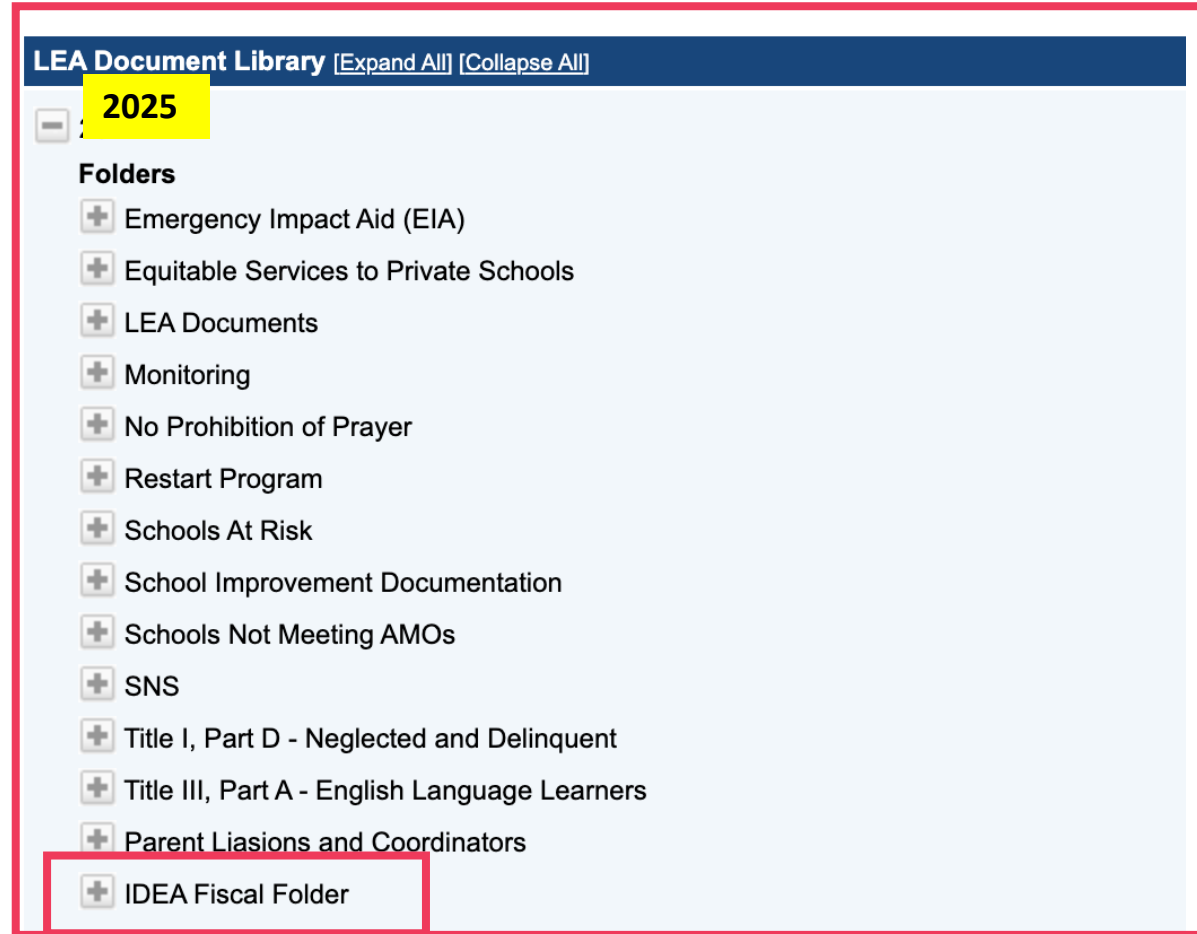 LEA Document Library [Expand All] [Collapse All]
2025
Folders
Emergency Impact Aid (EIA)
Equitable Services to Private Schools
LEA Documents
Monitoring
No Prohibition of Prayer
Restart Program
Schools At Risk
School Improvement Documentation
Schools Not Meeting AMOs
SNS
Title I, Part D - Neglected and Delinquent
Title III, Part A - English Language Learners
Parent Liasions and Coordinators
IDEA Fiscal Folder